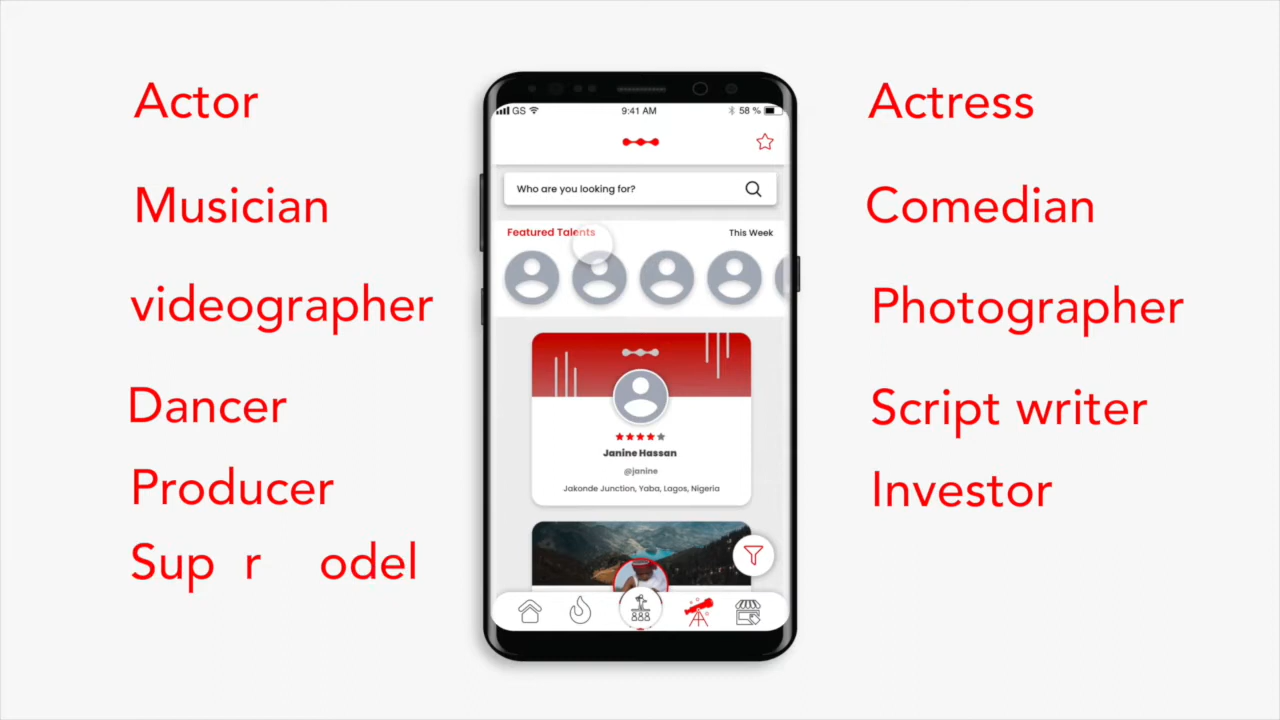 Actor
Musician
videographer
Dancer
Producer
Sup r odel
GS 9:41 AM 58 %
Who are you looking for?
Featured Talents This Week
Janine Hassan
@janine
Jakonde Junction, Yaba, Lagos, Nigeria
Actress
Comedian
Photographer
Script writer
Investor